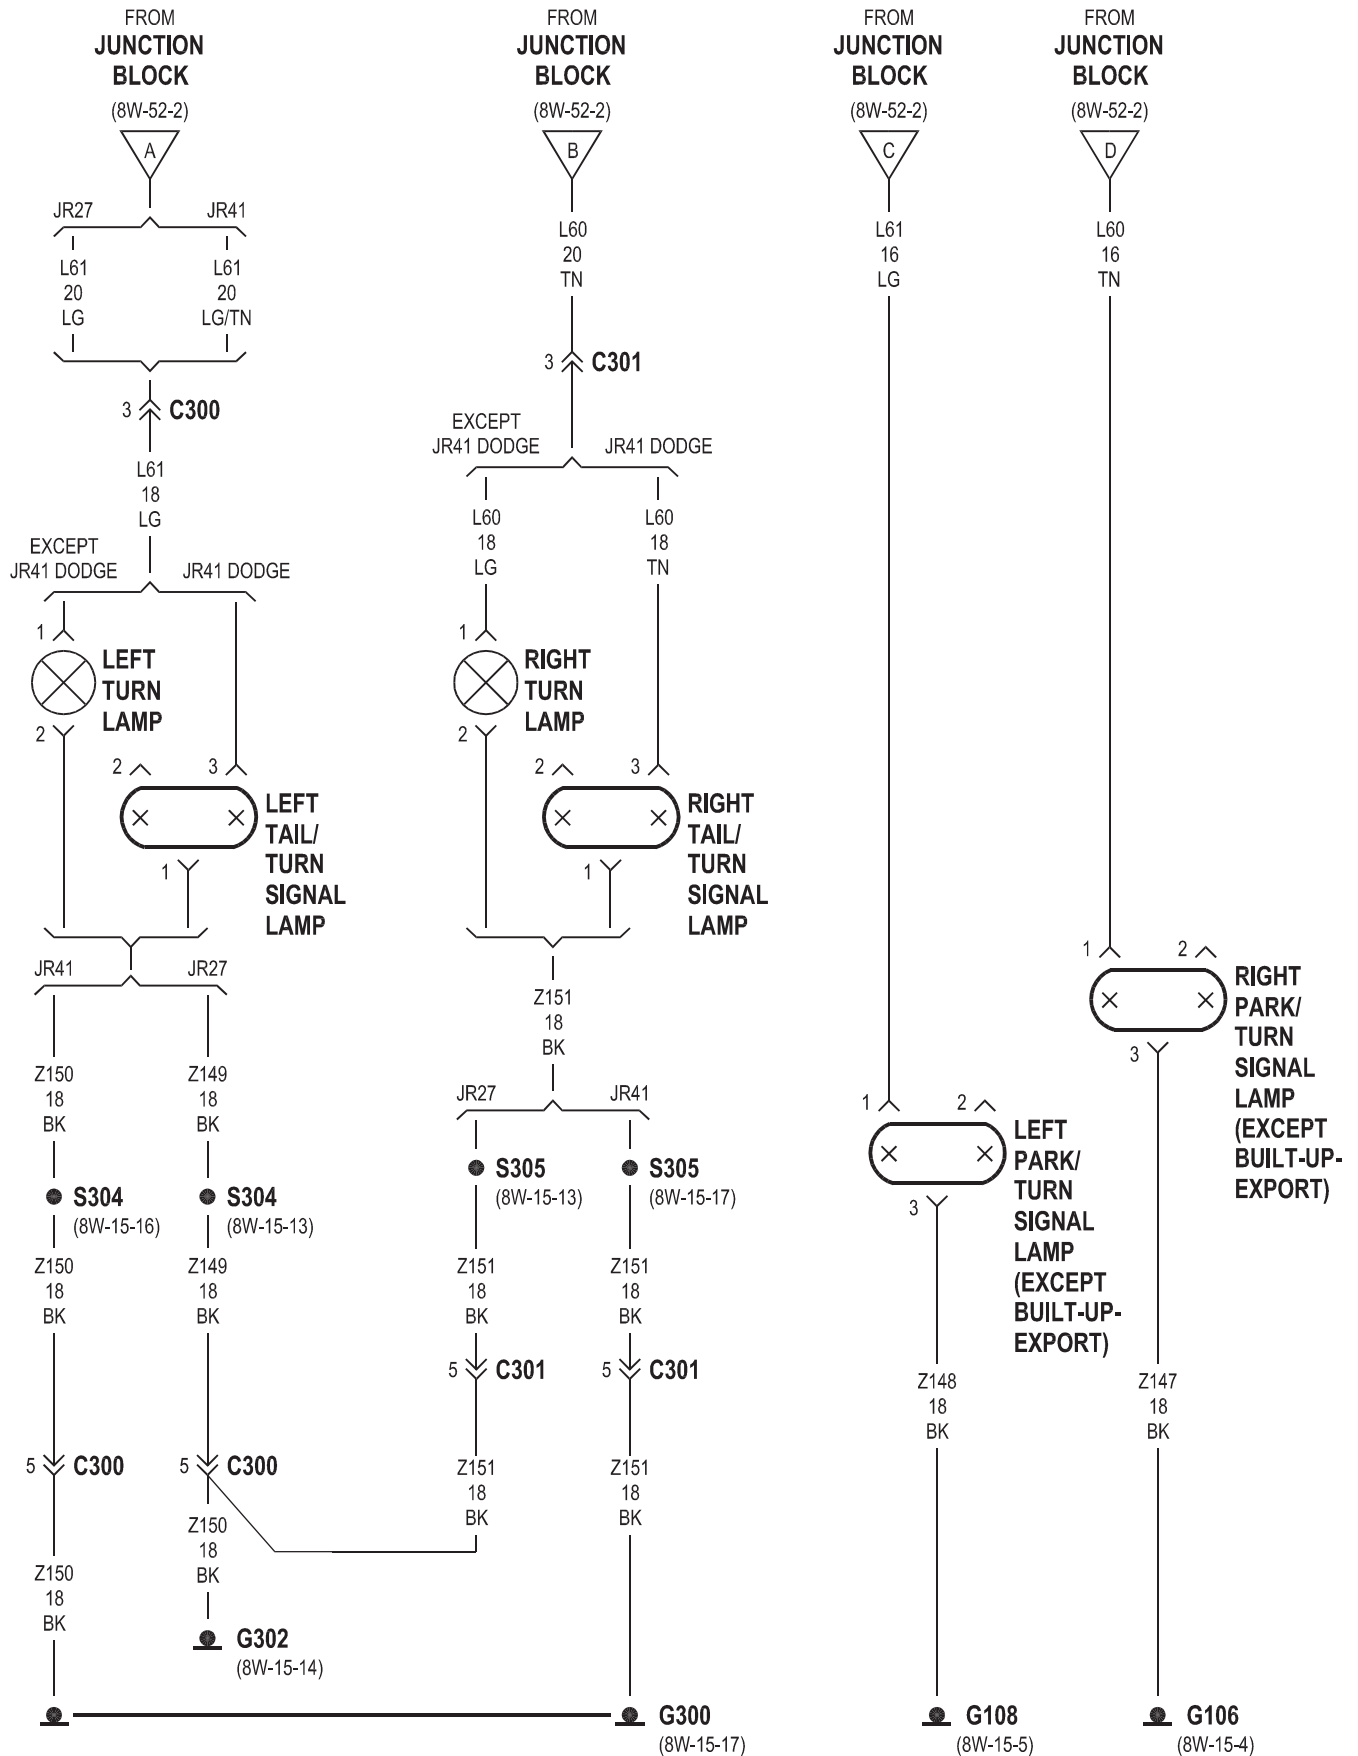 FROM
JUNCTION
BLOCK
(8W-52-2)
A
JR27
JR41
L61
20
LG
L61
20
LG/TN
3
C300
L61
18
LG
EXCEPT
JR41 DODGE
JR41 DODGE
1
LEFT
TURN
LAMP
2
2
3
LEFT
TAIL/
TURN
SIGNAL
LAMP
1
JR41
JR27
Z150
18
BK
Z149
18
BK
S304
(8W-15-16)
S304
(8W-15-13)
Z150
18
BK
Z149
18
BK
5
C300
5
C300
Z150
18
BK
Z150
18
BK
G302
(8W-15-14)
FROM
JUNCTION
BLOCK
(8W-52-2)
B
L60
20
TN
3
C301
EXCEPT
JR41 DODGE
JR41 DODGE
L60
18
LG
L60
18
TN
1
RIGHT
TURN
LAMP
2
2
3
RIGHT
TAIL/
TURN
SIGNAL
LAMP
1
Z151
18
BK
JR27
JR41
S305
(8W-15-13)
S305
(8W-15-17)
Z151
18
BK
Z151
18
BK
5
C301
5
C301
Z151
18
BK
Z151
18
BK
G300
(8W-15-17)
FROM
JUNCTION
BLOCK
(8W-52-2)
C
L61
16
LG
1
2
LEFT
PARK/
TURN
SIGNAL
LAMP
(EXCEPT
BUILT-UP-
EXPORT)
3
Z148
18
BK
G108
(8W-15-5)
FROM
JUNCTION
BLOCK
(8W-52-2)
D
L60
16
TN
1
2
RIGHT
PARK/
TURN
SIGNAL
LAMP
(EXCEPT
BUILT-UP-
EXPORT)
3
Z147
18
BK
G106
(8W-15-4)